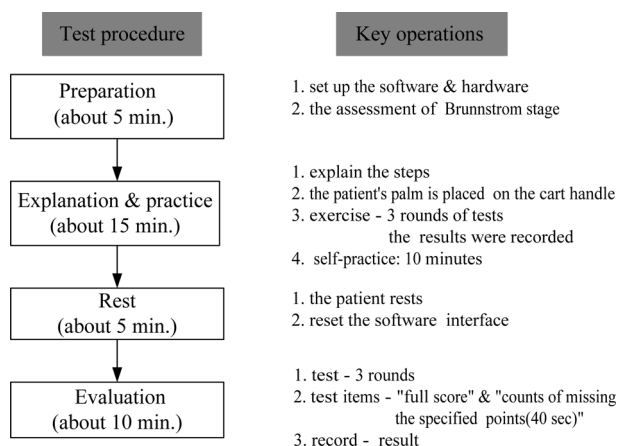 Test procedure
Key operations
Preparation
(about 5 min.)
1. set up the software & hardware
2. the assessment of Brunnstrom stage
Explanation & practice
(about 15 min.)
1. explain the steps
2. the patient's palm is placed on the cart handle
3. exercise - 3 rounds of tests
the results were recorded
4. self-practice: 10 minutes
Rest
(about 5 min.)
1. the patient rests
2. reset the software interface
Evaluation
(about 10 min.)
1. test - 3 rounds
2. test items - "full score" & "counts of missing
the specified points(40 sec)"
3. record - result